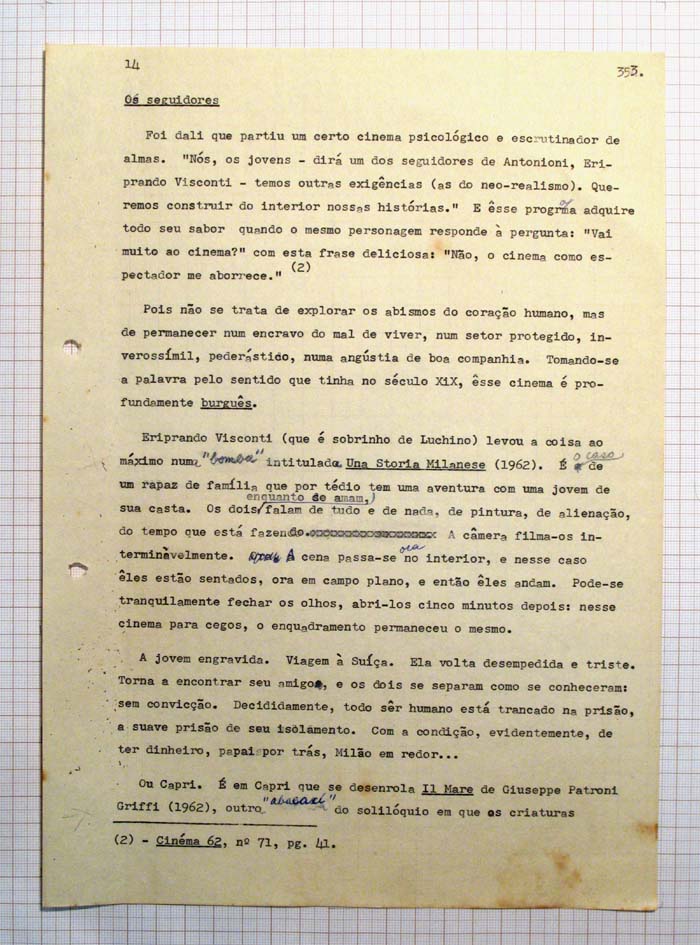 14
353.
Os seguidores
Foi dali que partiu um certo cinema psicológico e escrutinador de
almas. "Nós, os jovens - dirá um dos seguidores de Antonioni, Eri-
prando Visconti - temos outras exigências (as do neo-realismo). Que-
remos construir do interior nossas histórias." E êsse progrma adquire
todo seu sabor quando o mesmo personagem responde à pergunta: "Vai
muito ao cinema?" com esta frase deliciosa: "Não, o cinema como es-
pectador me aborrece." (2)
Pois não se trata de explorar os abismos do coração humano, mas
de permanecer num encravo do mal de viver, num setor protegido, in-
verossímil, pederástico, numa angústia de boa companhia. Tomando-se
a palavra pelo sentido que tinha no século XiX, êsse cinema é pro-
fundamente burguês.
Eriprando Visconti (que é sobrinho de Luchino) levou a coisa ao
máximo numa "bomba" intitulada Una Storia Milanese (1962). É o caso de
um rapaz de família que por tédio tem uma aventura com uma jovem de
enquanto se amam,)
sua casta. Os dois/falam de tudo e de nada, de pintura, de alienação,
do tempo que está fazendo. A câmera filma-os in-
terminàvelmente. A cena passa-se ora no interior, e nesse caso
êles estão sentados, ora em campo plano, e então êles andam. Pode-se
tranquilamente fechar os olhos, abri-los cinco minutos depois: nesse
cinema para cegos, o enquadramento permaneceu o mesmo.
A jovem engravida. Viagem à Suíça. Ela volta desempedida e triste.
Torna a encontrar seu amigo, e os dois se separam como se conheceram:
sem convicção. Decididamente, todo sêr humano está trancado na prisão,
a suave prisão de seu isolamento. Com a condição, evidentemente, de
ter dinheiro, papai por trás, Milão em redor...
Ou Capri. É em Capri que se desenrola Il Mare de Giuseppe Patroni
Griffi (1962), outro "abacaxi" do solilóquio em que os criaturas
(2) - Cinéma 62, nº 71, pg. 41.